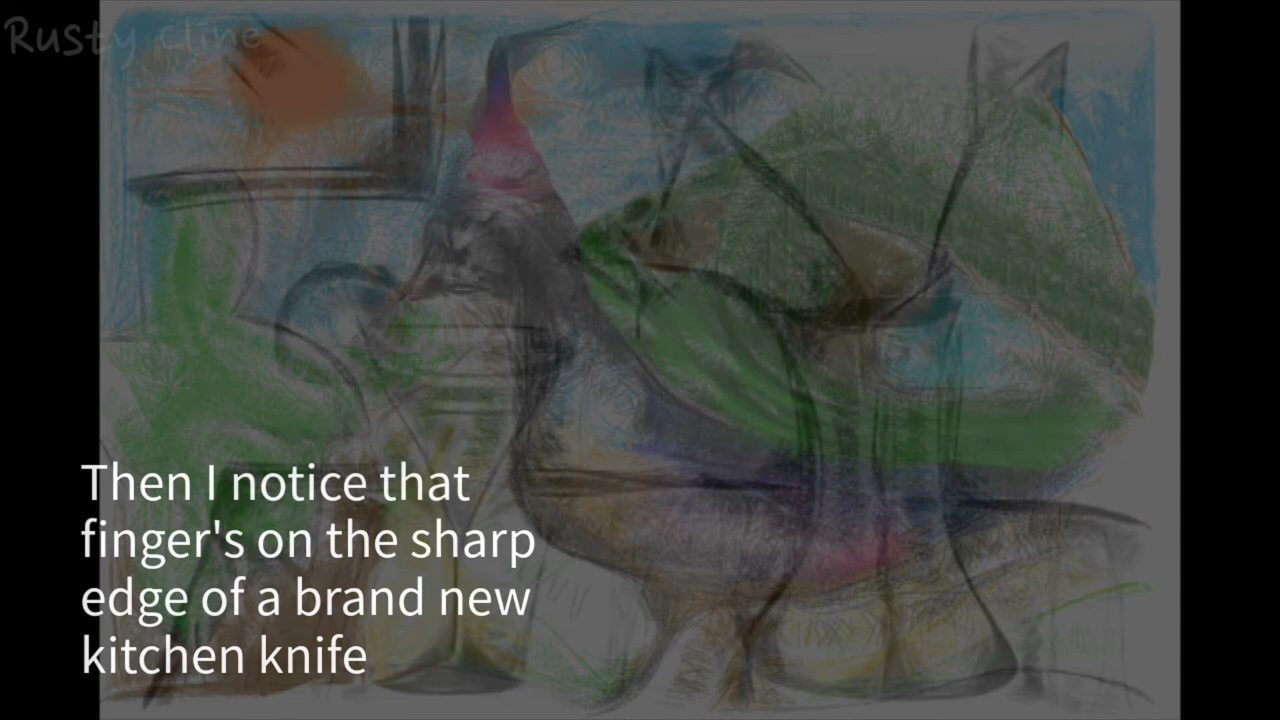 Rusty cline
Then I notice that
finger's on the sharp
edge of a brand new
kitchen knife